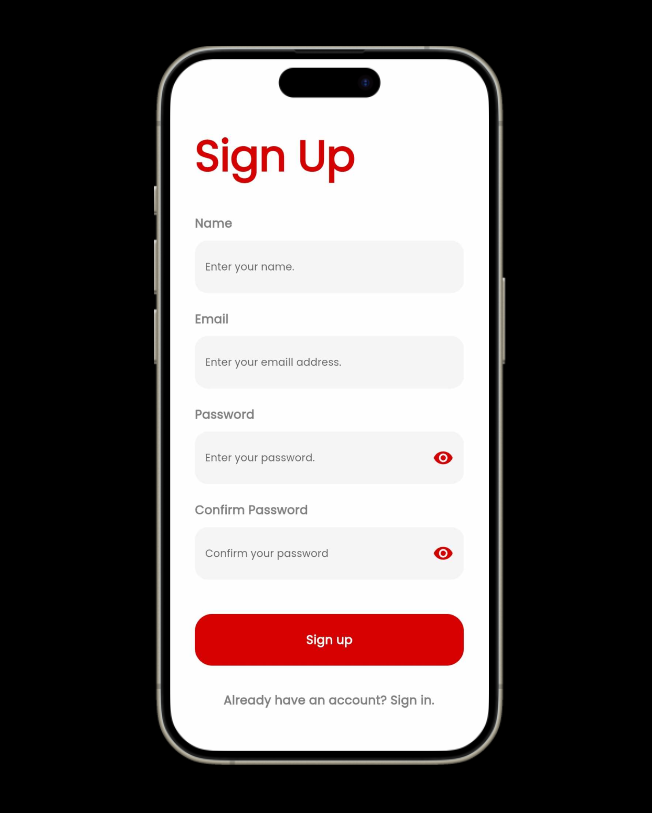 Sign Up
Name
Enter your name.
Email
Enter your emaill address.
Password
Enter your password.
Confirm Password
Confirm your password
Sign up
Already have an account? Sign in.